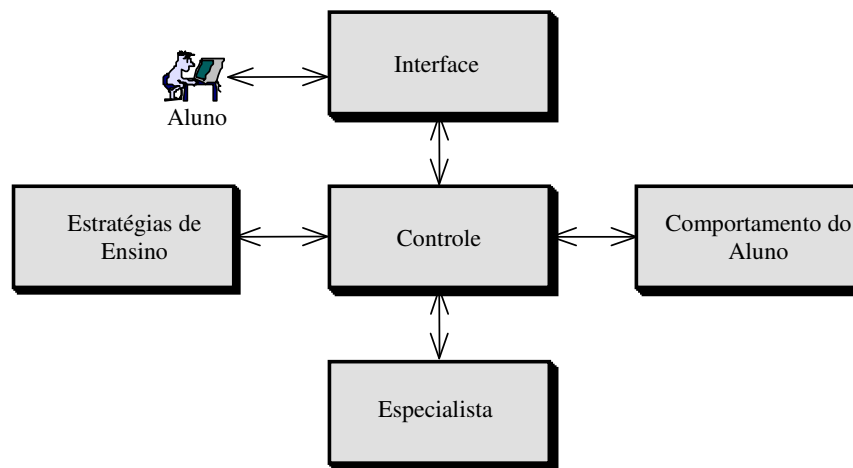 Interface
Aluno
Estratégias de
Ensino
Controle
Comportamento do
Aluno
Especialista